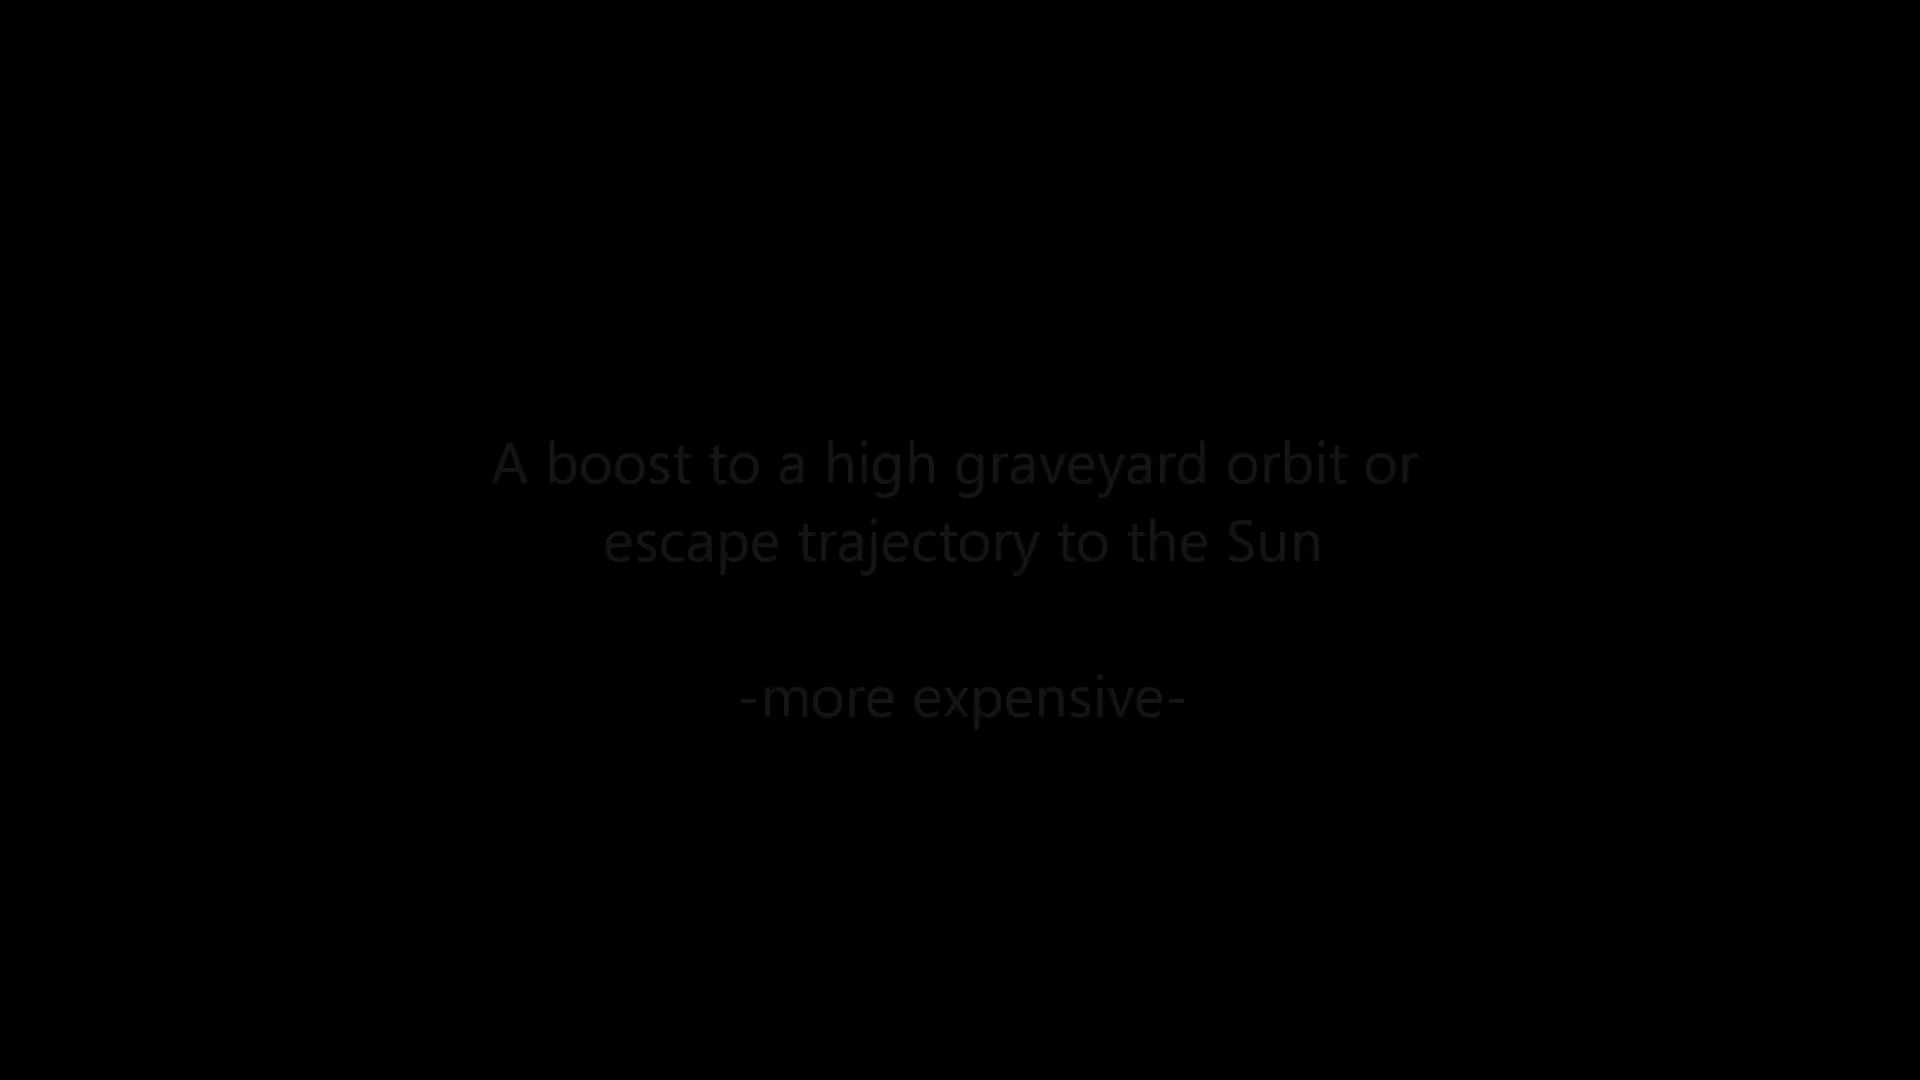 A boost to a high graveyard orbit or
escape trajectory to the Sun
-more expensive-